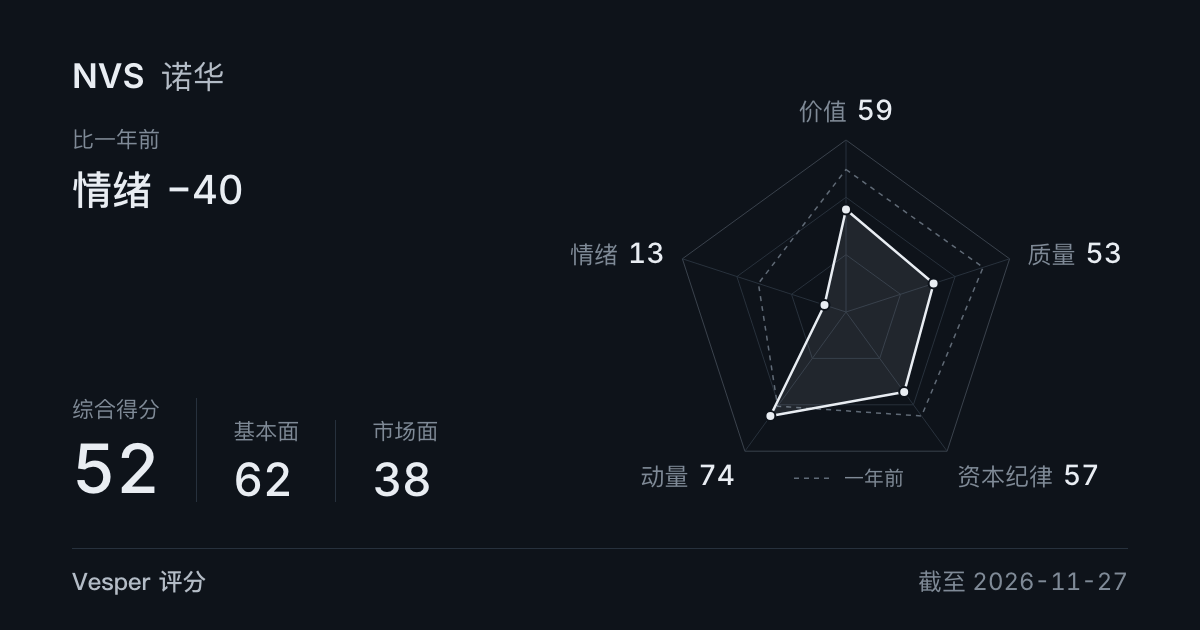 NVS 诺华
比一年前
情绪 −40
综合得分
52
基本面
62
市场面
38
价值 59
质量 53
资本纪律 57
动量 74
情绪 13
一年前
Vesper 评分
截至 2026-11-27